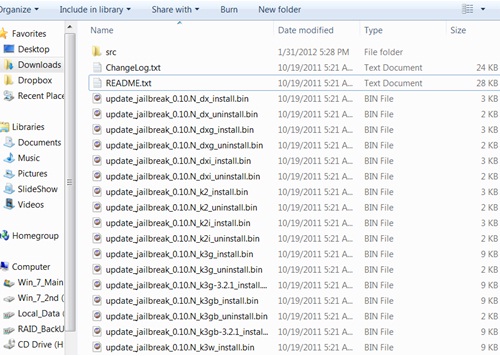 Organize Include in library Share with Burn New folder
Name Date modified Type Size
Favorites
Desktop
Downloads
Dropbox
Recent Place
Libraries
Documents
Music
Pictures
SlideShow
Videos
Homegroup
Computer
Win_7_Main
Win_7_2nd (
Local_Data (
RAID_BackU
CD Drive (H
src 1/31/2012 5:28 PM File folder
ChangeLog.txt 10/19/2011 5:21 A... Text Document 24 KB
README.txt 10/19/2011 5:21 A... Text Document 28 KB
update_jailbreak_0.10.N_dx_install.bin 10/19/2011 5:21 A... BIN File 3 KB
update_jailbreak_0.10.N_dx_uninstall.bin 10/19/2011 5:21 A... BIN File 2 KB
update_jailbreak_0.10.N_dxg_install.bin 10/19/2011 5:21 A... BIN File 3 KB
update_jailbreak_0.10.N_dxg_uninstall.bin 10/19/2011 5:21 A... BIN File 2 KB
update_jailbreak_0.10.N_dxi_install.bin 10/19/2011 5:21 A... BIN File 3 KB
update_jailbreak_0.10.N_dxi_uninstall.bin 10/19/2011 5:21 A... BIN File 2 KB
update_jailbreak_0.10.N_k2_install.bin 10/19/2011 5:21 A... BIN File 3 KB
update_jailbreak_0.10.N_k2_uninstall.bin 10/19/2011 5:21 A... BIN File 2 KB
update_jailbreak_0.10.N_k2i_install.bin 10/19/2011 5:21 A... BIN File 3 KB
update_jailbreak_0.10.N_k2i_uninstall.bin 10/19/2011 5:21 A... BIN File 2 KB
update_jailbreak_0.10.N_k3g_install.bin 10/19/2011 5:21 A... BIN File 9 KB
update_jailbreak_0.10.N_k3g_uninstall.bin 10/19/2011 5:21 A... BIN File 2 KB
update_jailbreak_0.10.N_k3g-3.2.1_install.... 10/19/2011 5:21 A... BIN File 9 KB
update_jailbreak_0.10.N_k3gb_install.bin 10/19/2011 5:21 A... BIN File 9 KB
update_jailbreak_0.10.N_k3gb_uninstall.bin 10/19/2011 5:21 A... BIN File 2 KB
update_jailbreak_0.10.N_k3gb-3.2.1_install... 10/19/2011 5:21 A... BIN File 9 KB
update_jailbreak_0.10.N_k3w_install.bin 10/19/2011 5:21 A... BIN File 9 KB